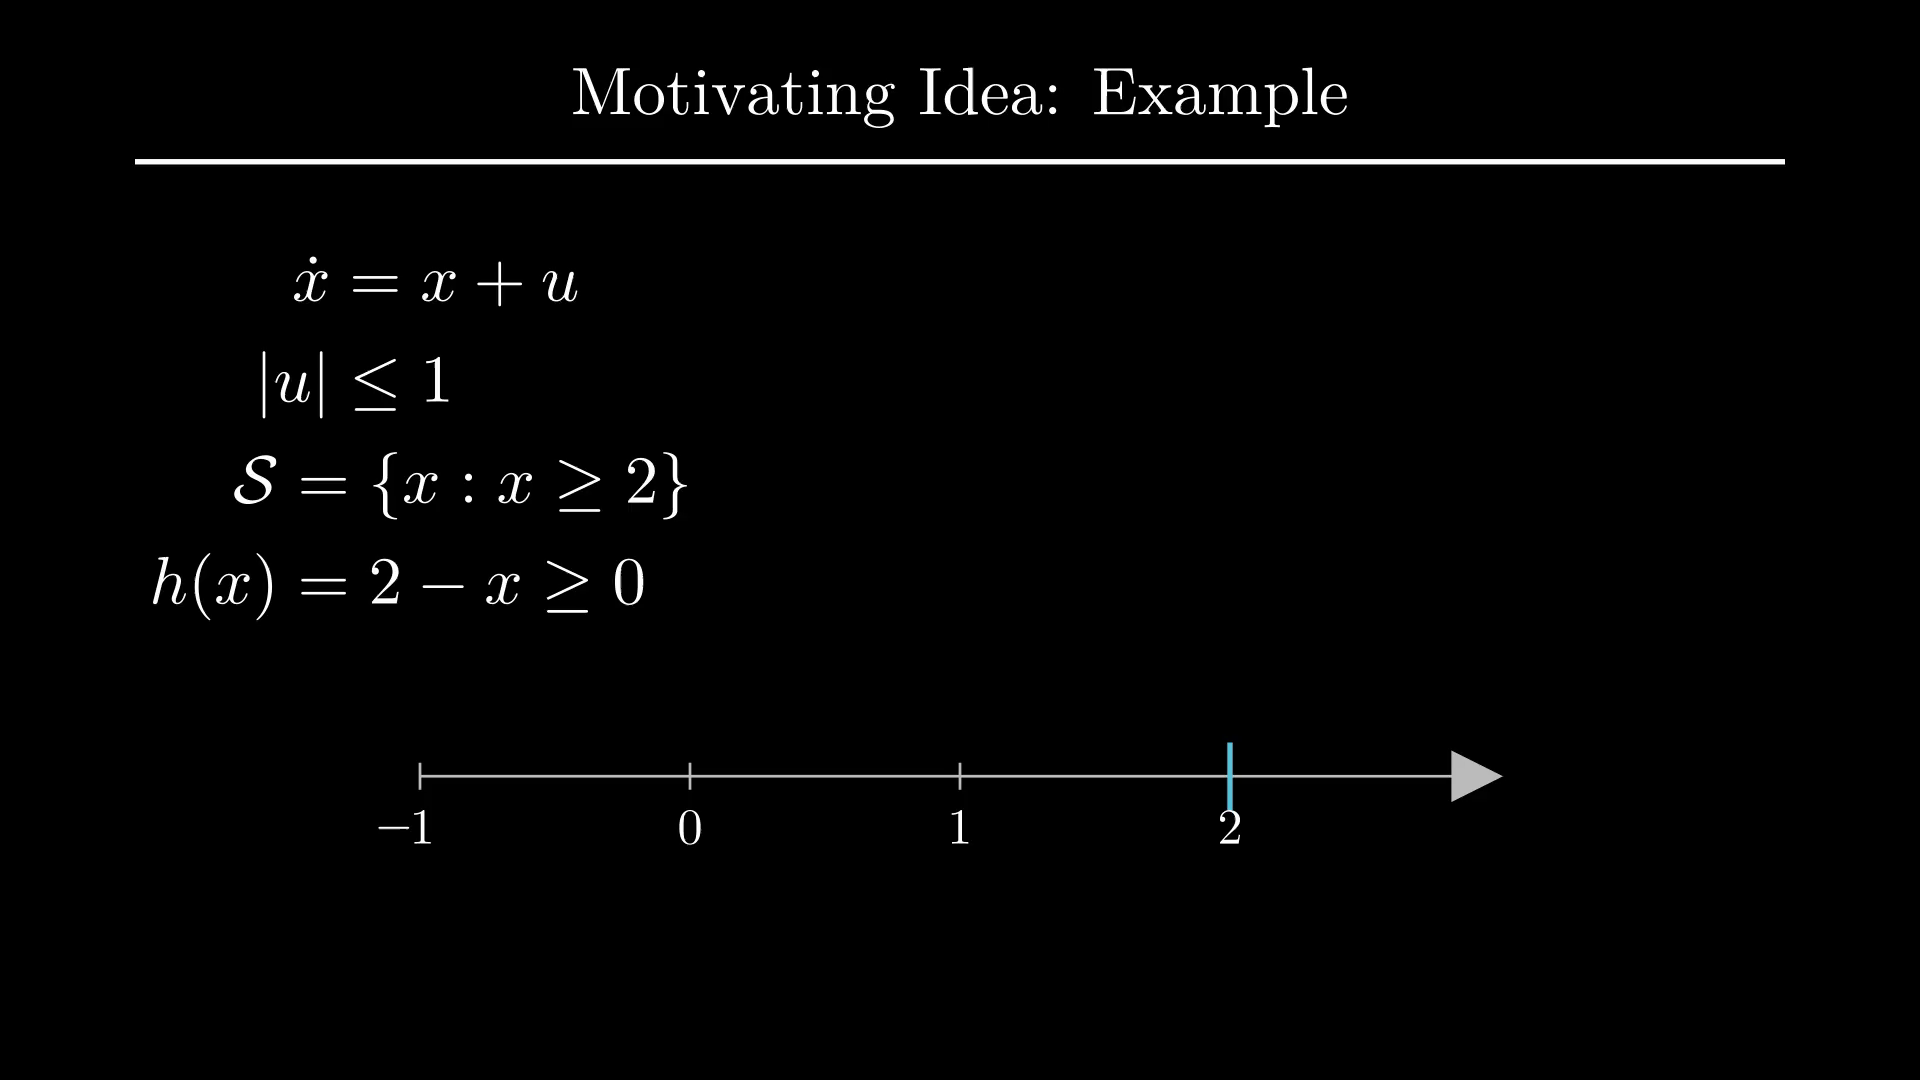 Motivating Idea: Example
ẋ = x + u
|u| ≤ 1
𝒮 = {x : x ≥ 2}
h(x) = 2 − x ≥ 0
−1 0 1 2